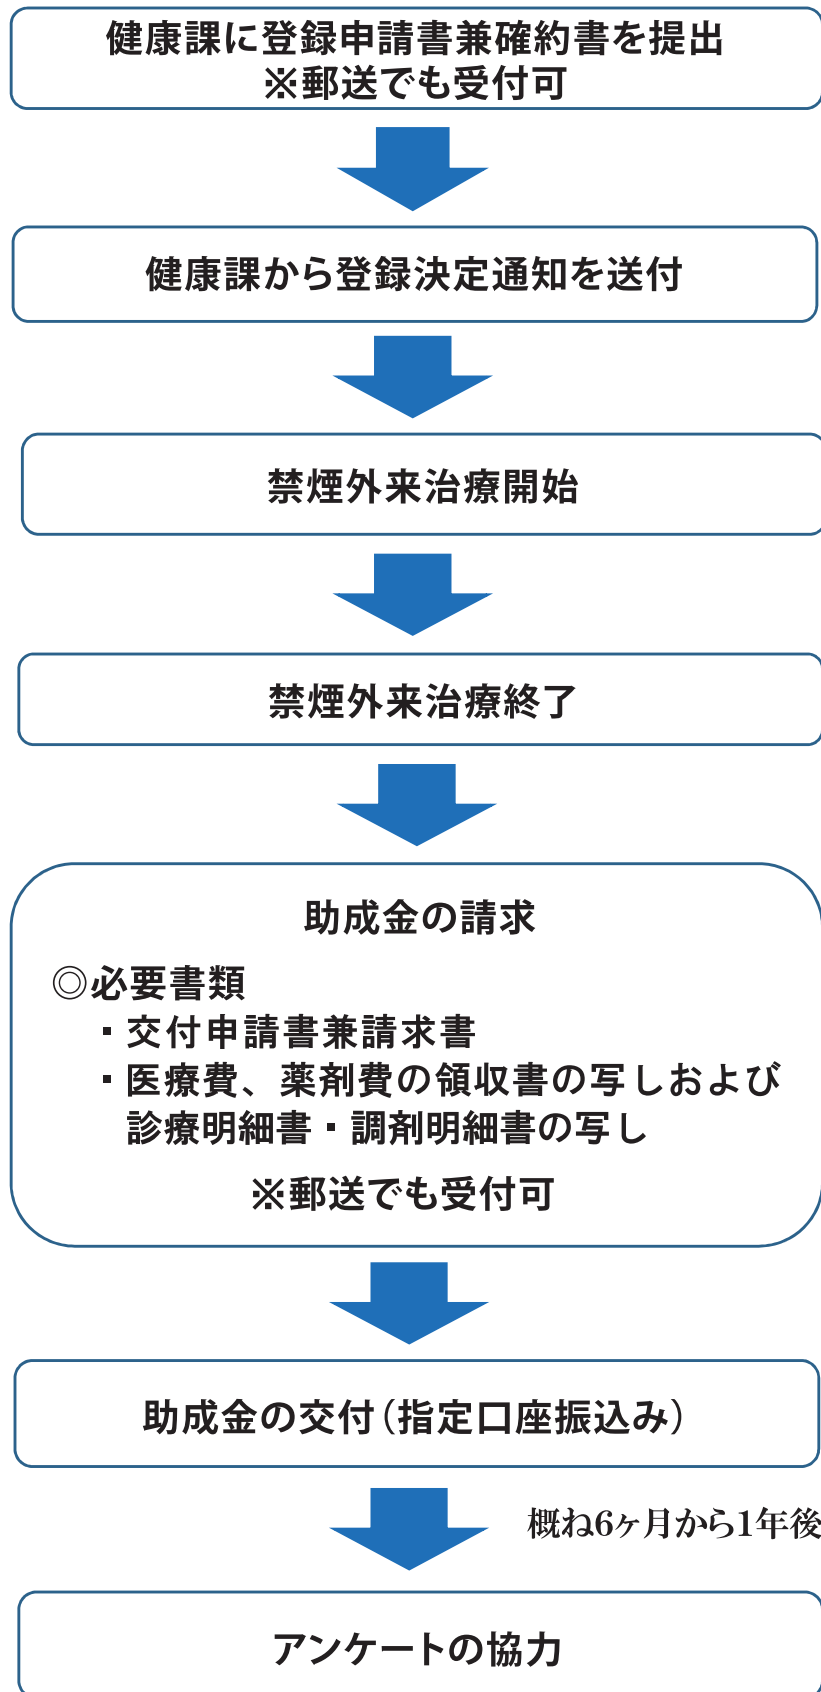 健康課に登録申請書兼確約書を提出
※郵送でも受付可
健康課から登録決定通知を送付
禁煙外来治療開始
禁煙外来治療終了
助成金の請求
◎必要書類
・交付申請書兼請求書
・医療費、薬剤費の領収書の写しおよび
診療明細書・調剤明細書の写し
※郵送でも受付可
助成金の交付（指定口座振込み）
概ね6ヶ月から1年後
アンケートの協力